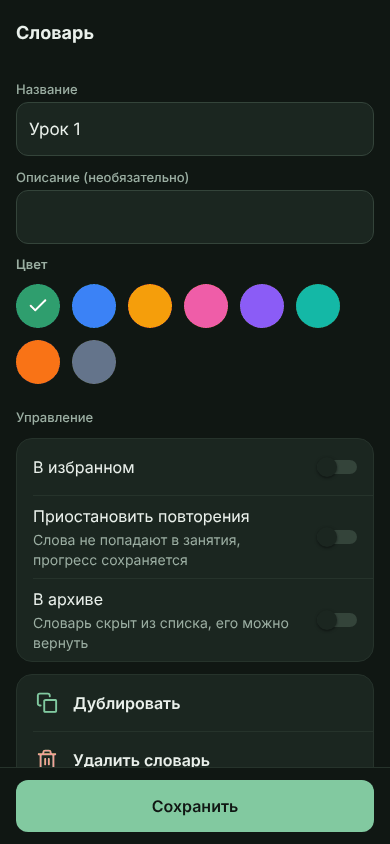 Словарь
Название
Урок 1
Описание (необязательно)
Цвет
Управление
В избранном
Приостановить повторения
Слова не попадают в занятия,
прогресс сохраняется
В архиве
Словарь скрыт из списка, его можно
вернуть
Дублировать
Удалить словарь
Сохранить